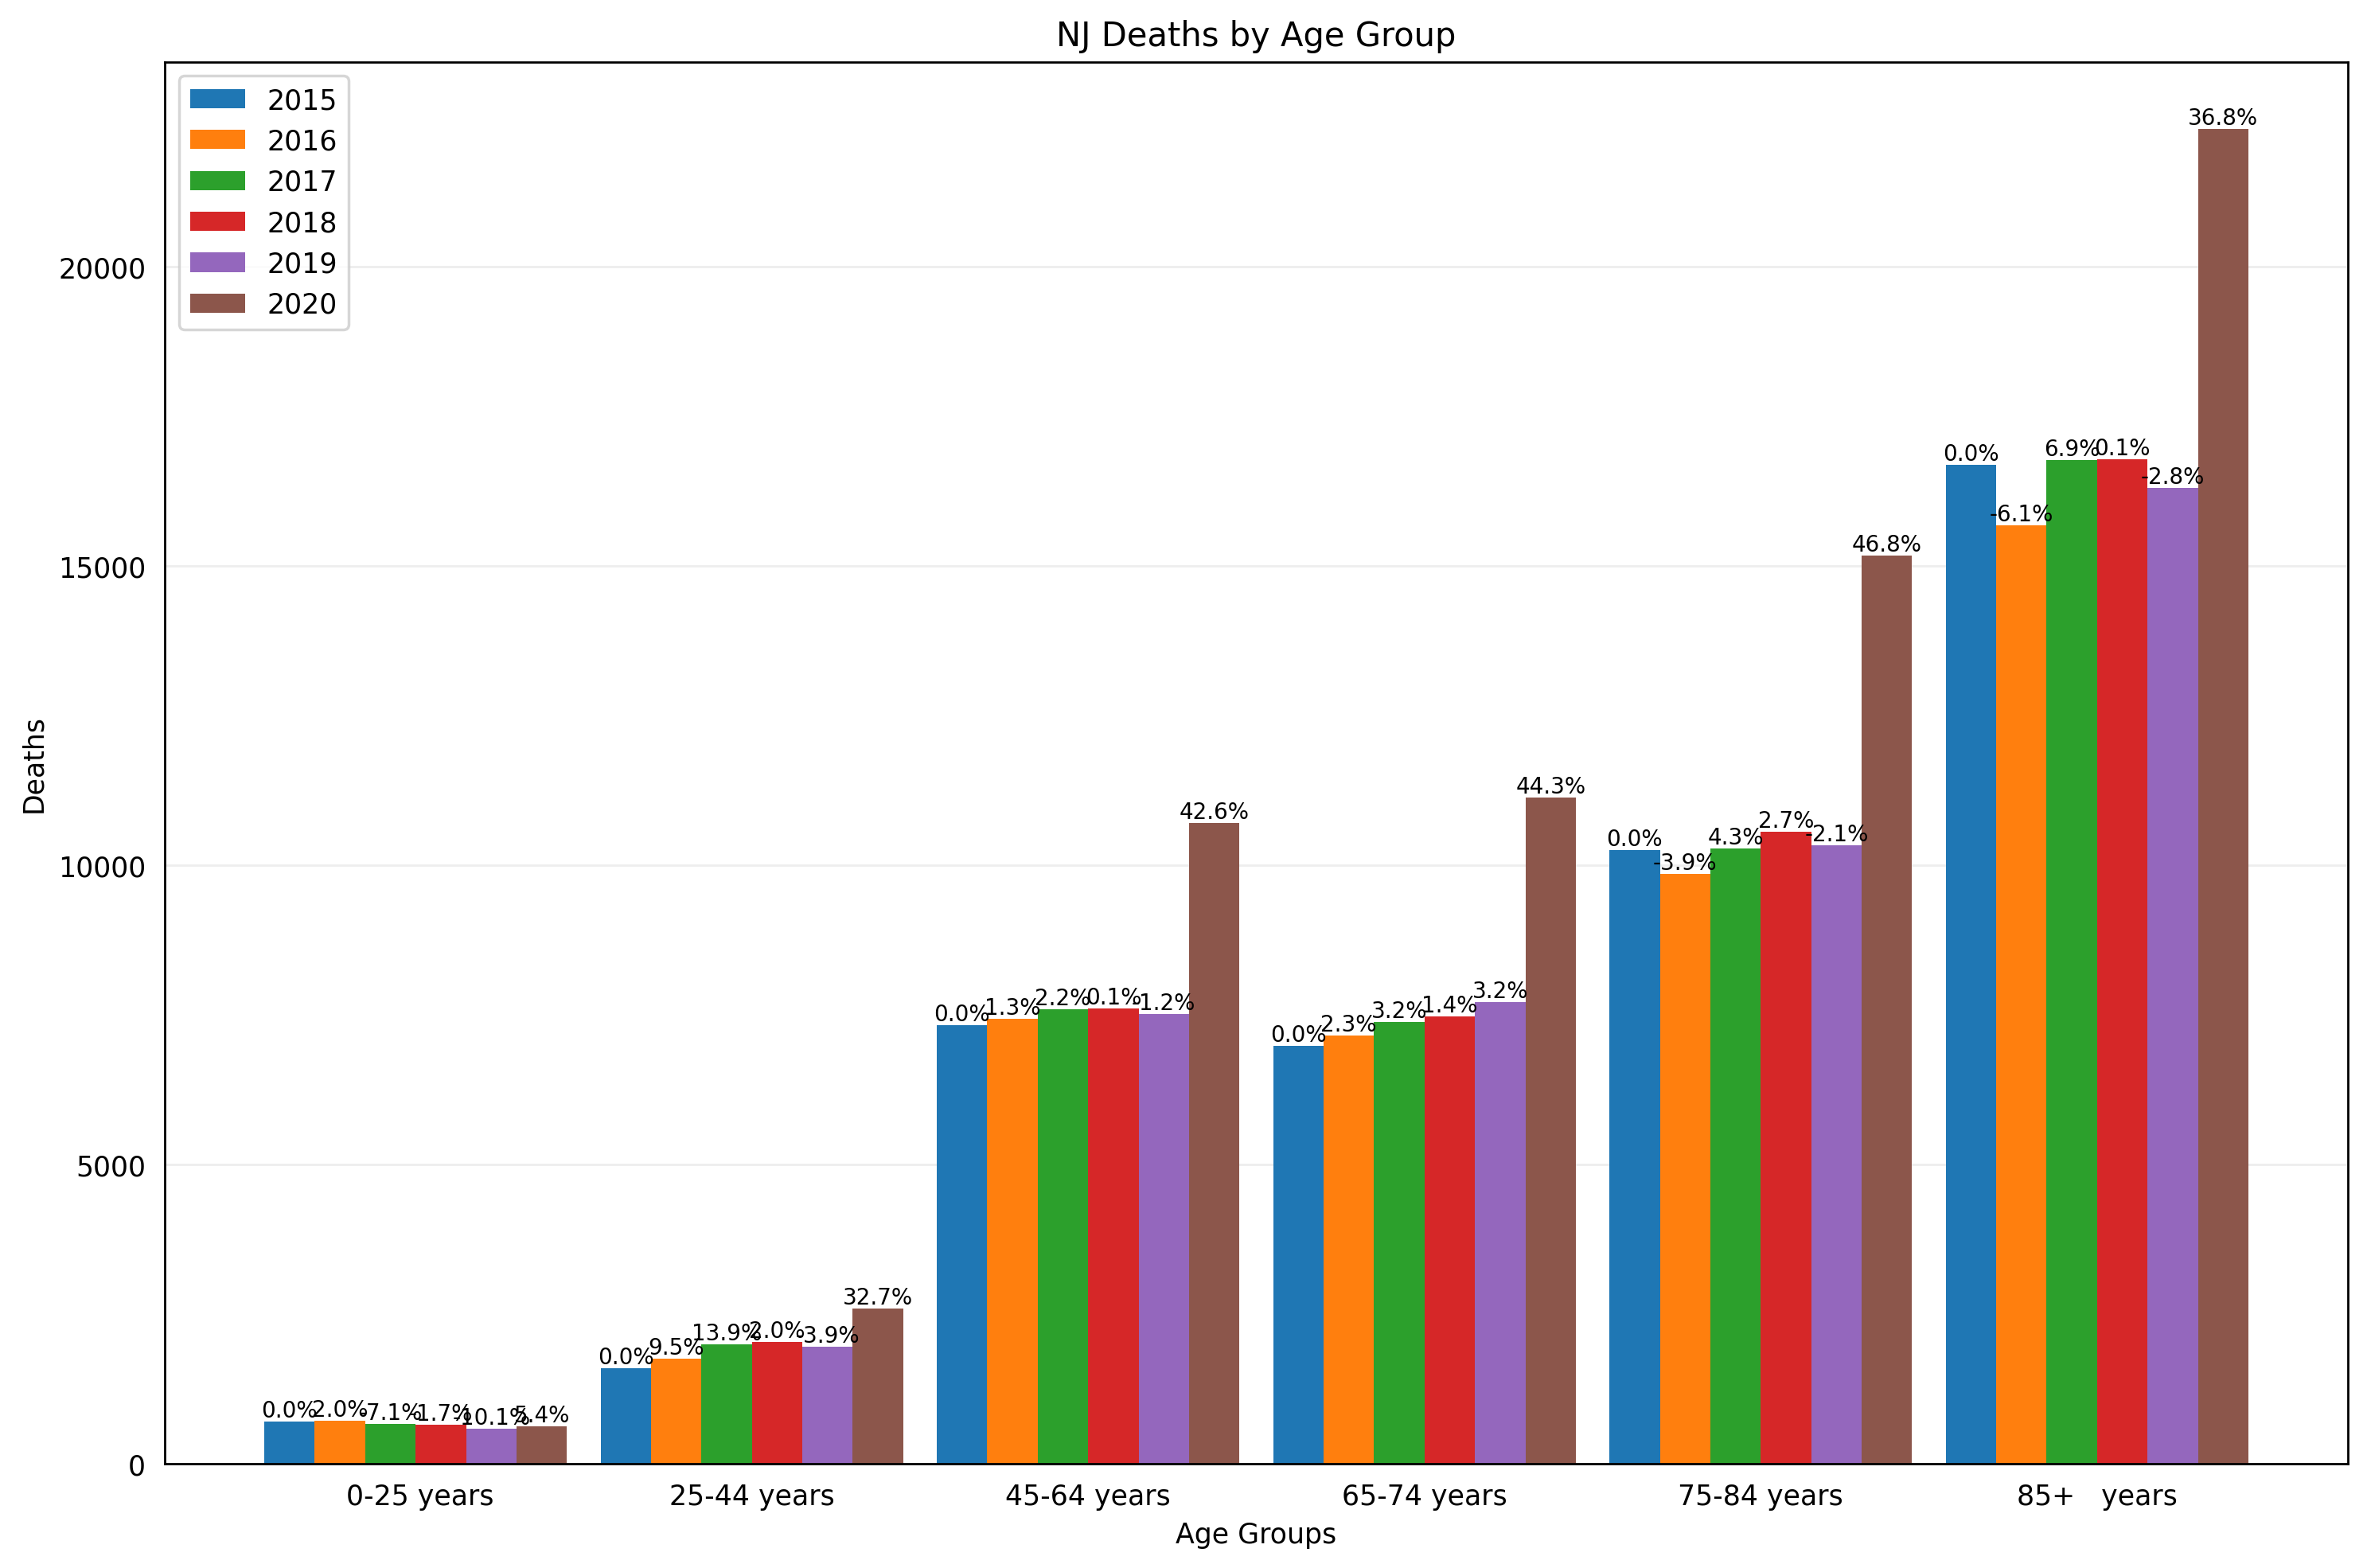 NJ Deaths by Age Group
2015
2016
2017
2018
2019
2020
Deaths
20000
15000
10000
5000
0
0.0% 2.0% -7.1% -1.7% -10.1% 5.4%
0.0% 9.5% 13.9% 2.0% -3.9% 32.7%
0.0% 1.3% 2.2% 0.1% -1.2% 42.6%
0.0% 2.3% 3.2% 1.4% 3.2% 44.3%
0.0% -3.9% 4.3% 2.7% -2.1% 46.8%
0.0% -6.1% 6.9% 0.1% -2.8% 36.8%
0-25 years 25-44 years 45-64 years 65-74 years 75-84 years 85+ years
Age Groups